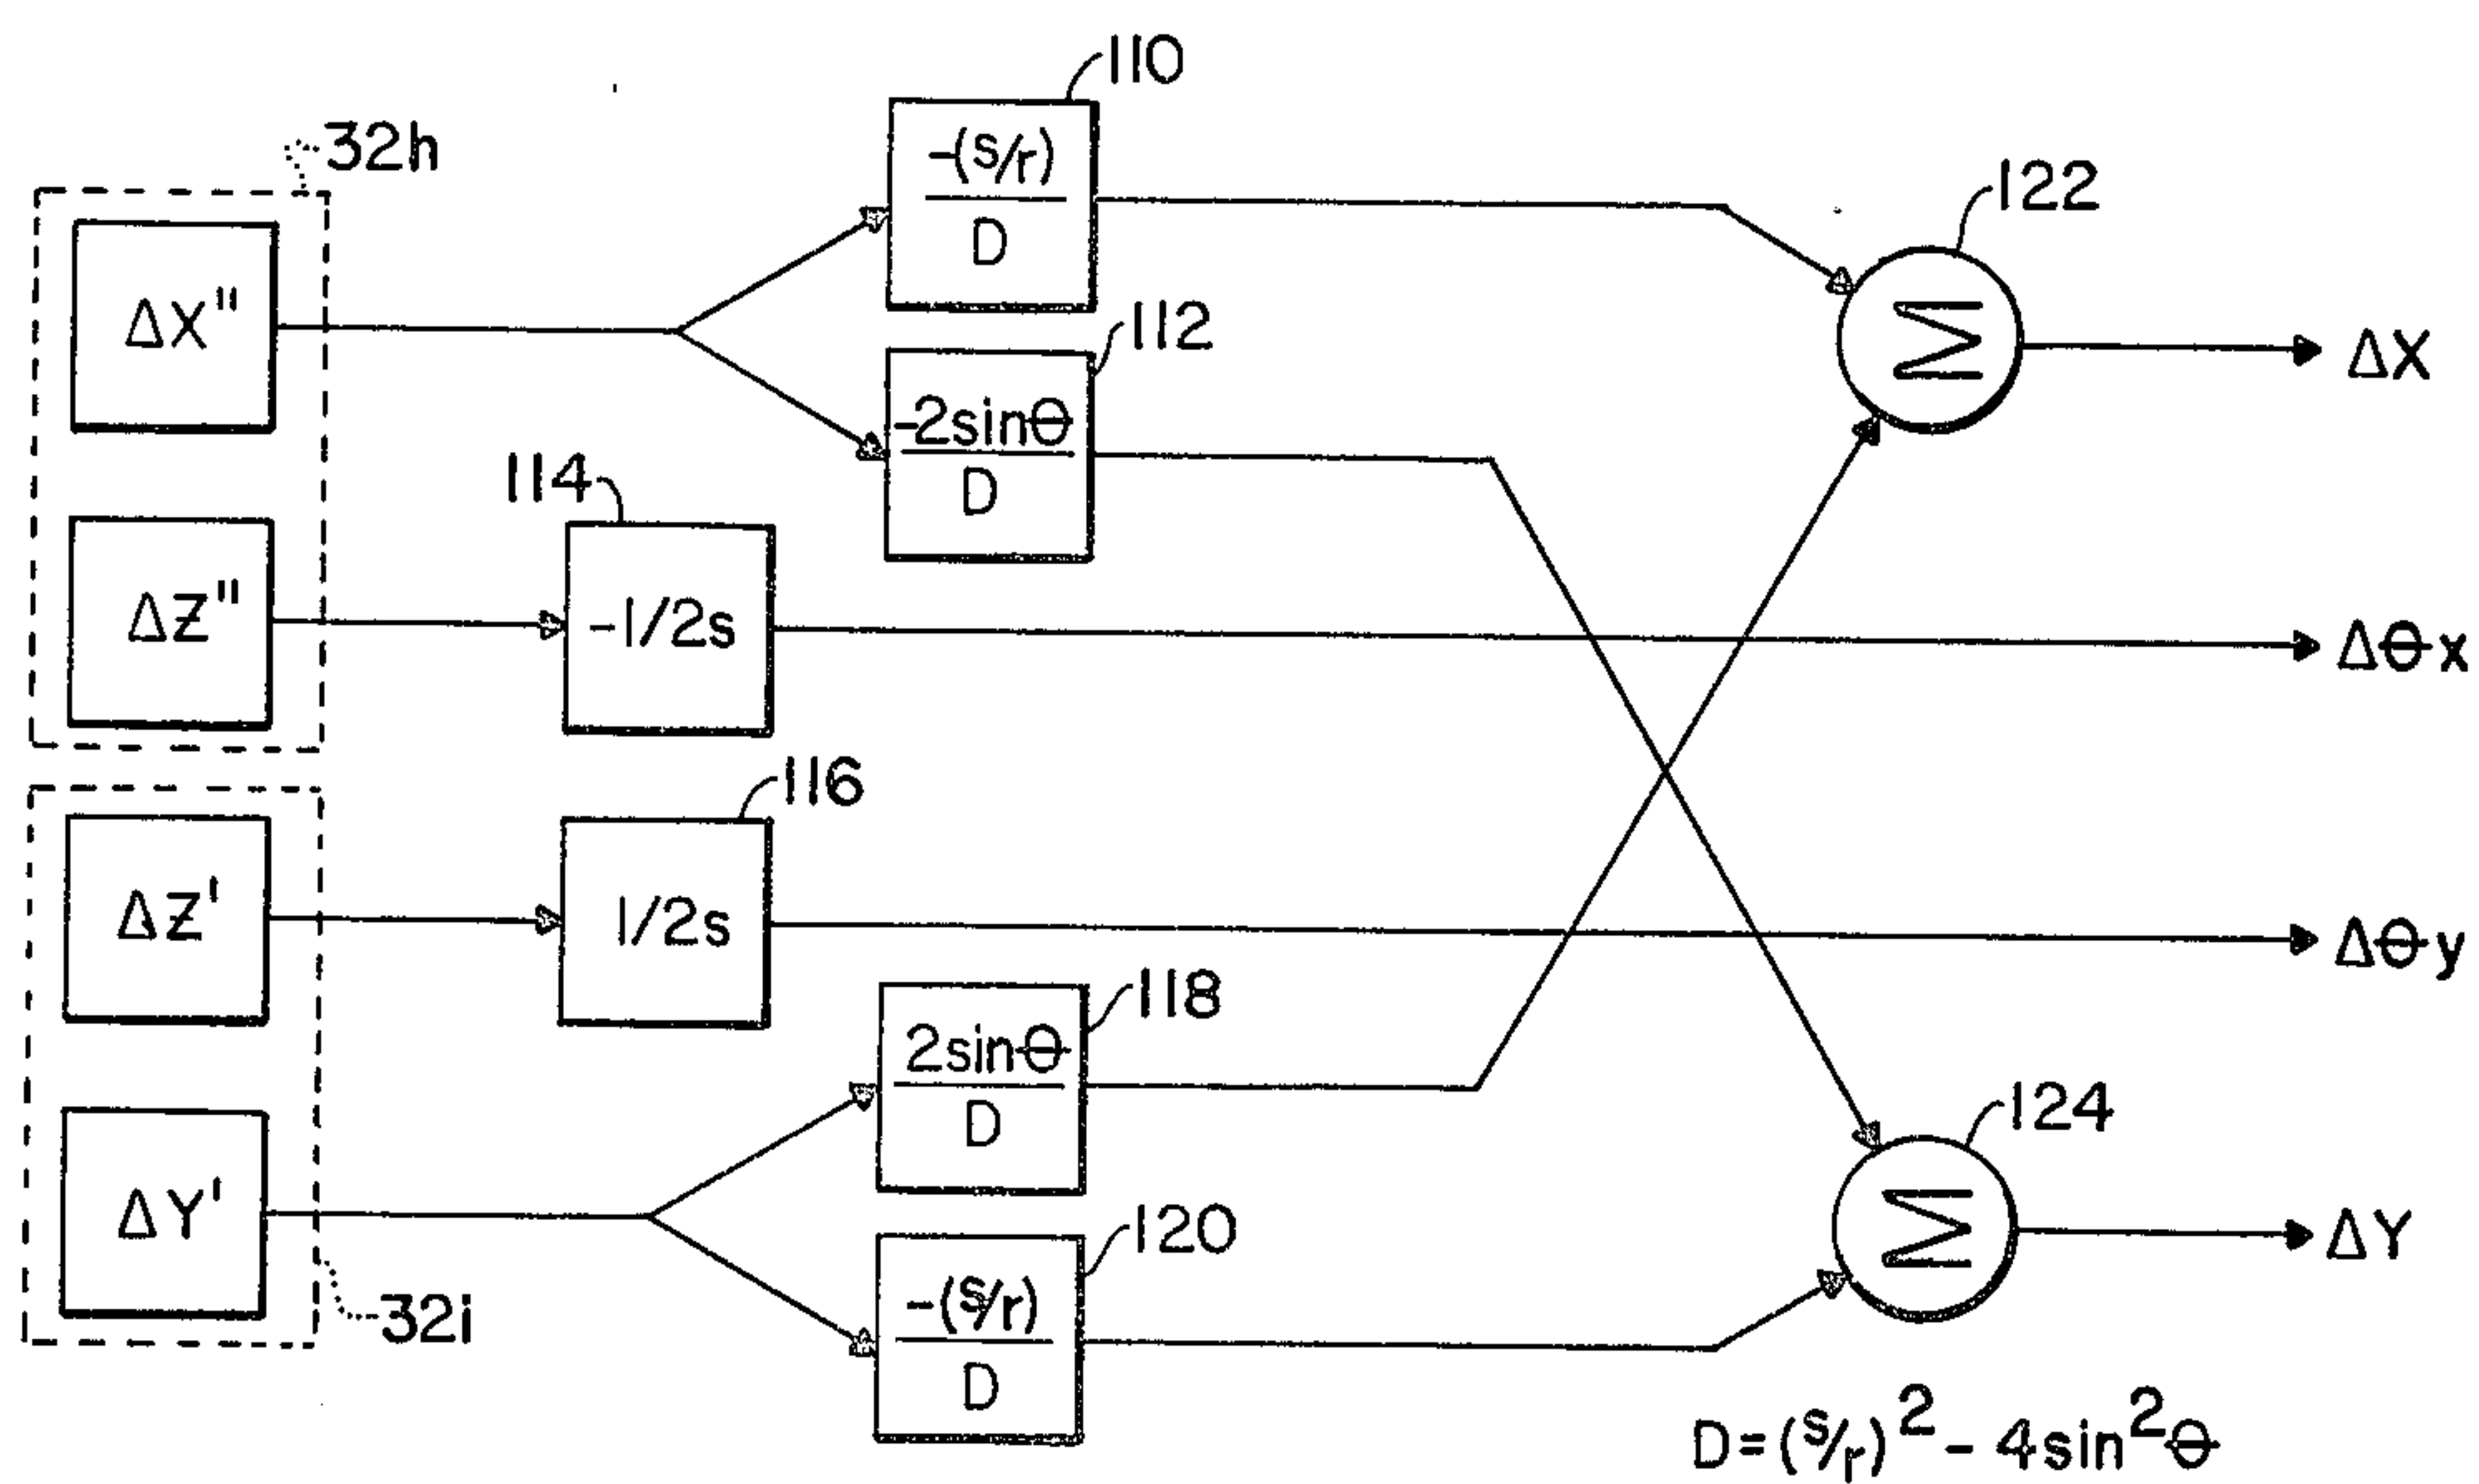 110
-(s/r)
D
32h
122
ΔX"
112
-2sinθ
D
ΔX
114
ΔZ"
-1/2s
Δθx
116
ΔZ'
1/2s
Δθy
118
2sinθ
D
124
ΔY'
120
-(s/r)
D
ΔY
32i
Σ
Σ
D=(s/r)² - 4sin²θ